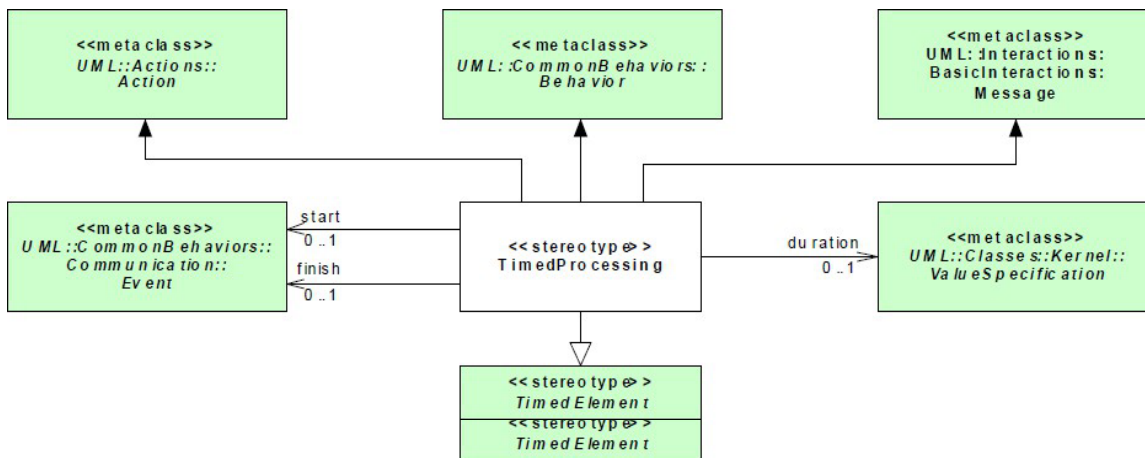 <<metaclass>>
UML::Actions::
Action
<<metaclass>>
UML::CommonBehaviors::
Behavior
<<metaclass>>
UML::Interactions:
BasicInteractions:
Message
<<metaclass>>
UML::CommonBehaviors::
Communication::
Event
start
0..1
finish
0..1
<<stereotype>>
TimedProcessing
duration
0..1
<<metaclass>>
UML::Classes::Kernel::
ValueSpecification
<<stereotype>>
TimedElement
<<stereotype>>
TimedElement